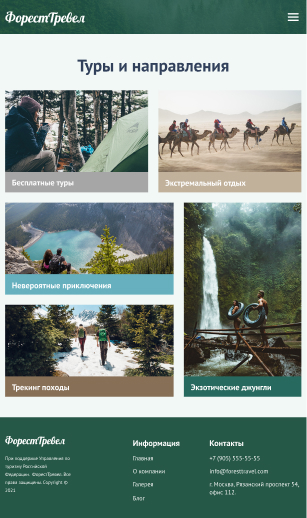 ФорестТревел
Туры и направления
Бесплатные туры
Экстремальный отдых
Невероятные приключения
Трекинг походы
Экзотические джунгли
ФорестТревел
При поддержке Управления по
туризму Российской
Федерации. ФорестТревел. Все
права защищены. Copyright ©
2021
Информация
Главная
О компании
Галерея
Блог
Контакты
+7 (905) 555-55-55
info@foresttravel.com
г. Москва, Рязанский проспект 54,
офис 112.